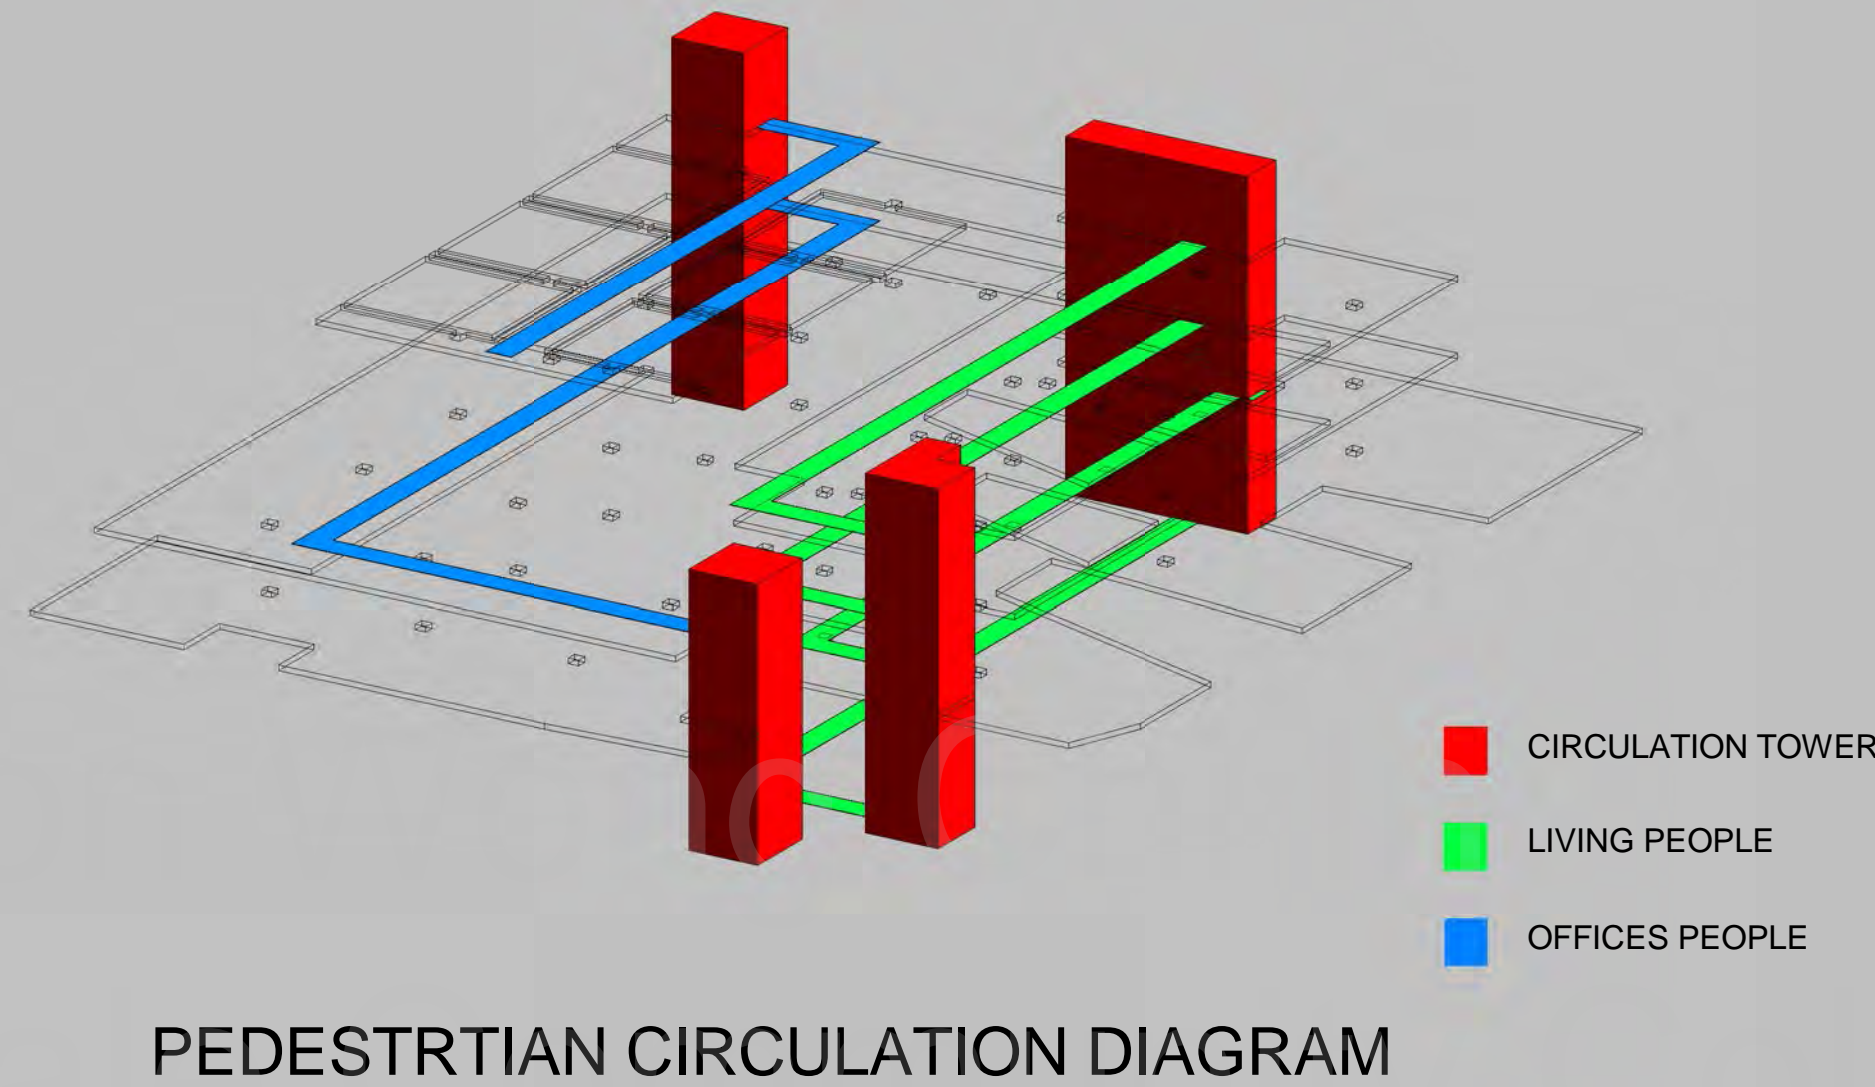 CIRCULATION TOWER
LIVING PEOPLE
OFFICES PEOPLE
PEDESTRTIAN CIRCULATION DIAGRAM